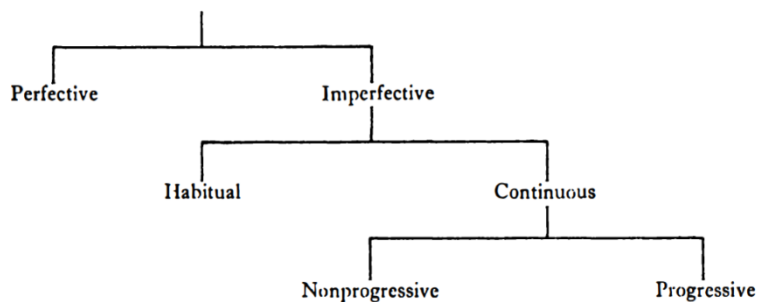 Perfective Imperfective
Habitual Continuous
Nonprogressive Progressive